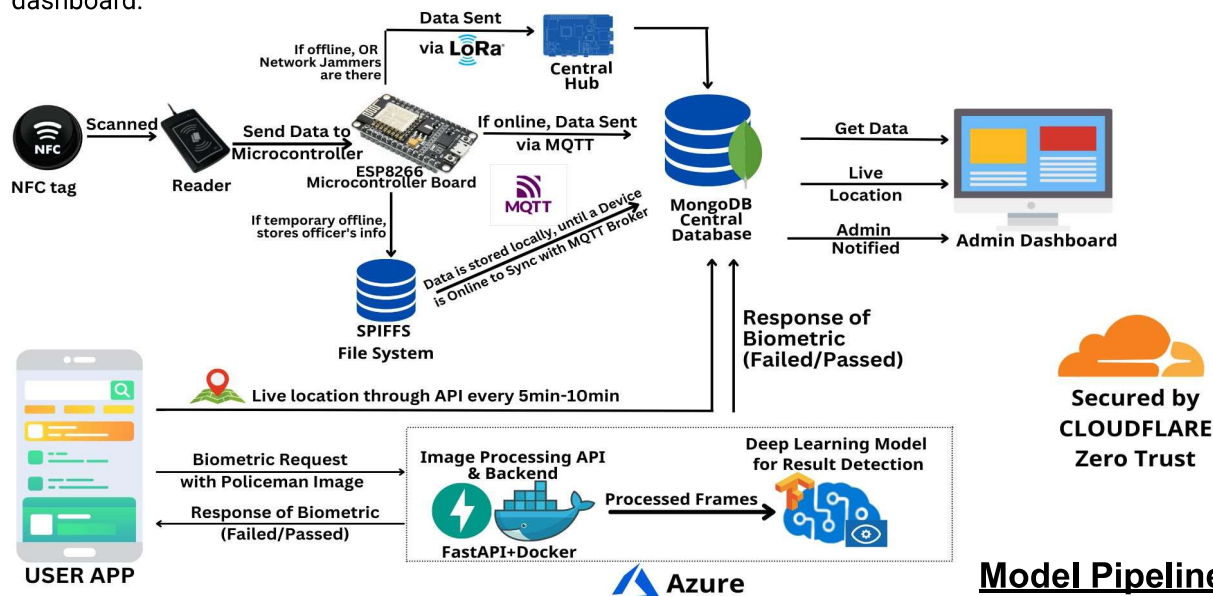 dashboard.
Data Sent
via LoRa
If offline, OR
Network Jammers
are there
Central
Hub
NFC
NFC tag
Scanned
Reader
Send Data to
Microcontroller
ESP8266
Microcontroller Board
If online, Data Sent
via MQTT
MQTT
If temporary offline,
stores officer's info
SPIFFS
File System
Data is stored locally, until a Device
is Online to Sync with MQTT Broker
MongoDB
Central
Database
Get Data
Live
Location
Admin
Notified
Admin Dashboard
Response of
Biometric
(Failed/Passed)
Live location through API every 5min-10min
USER APP
Biometric Request
with Policeman Image
Response of Biometric
(Failed/Passed)
Image Processing API
& Backend
FastAPI+Docker
Processed Frames
Deep Learning Model
for Result Detection
Azure
Secured by
CLOUDFLARE
Zero Trust
Model Pipeline